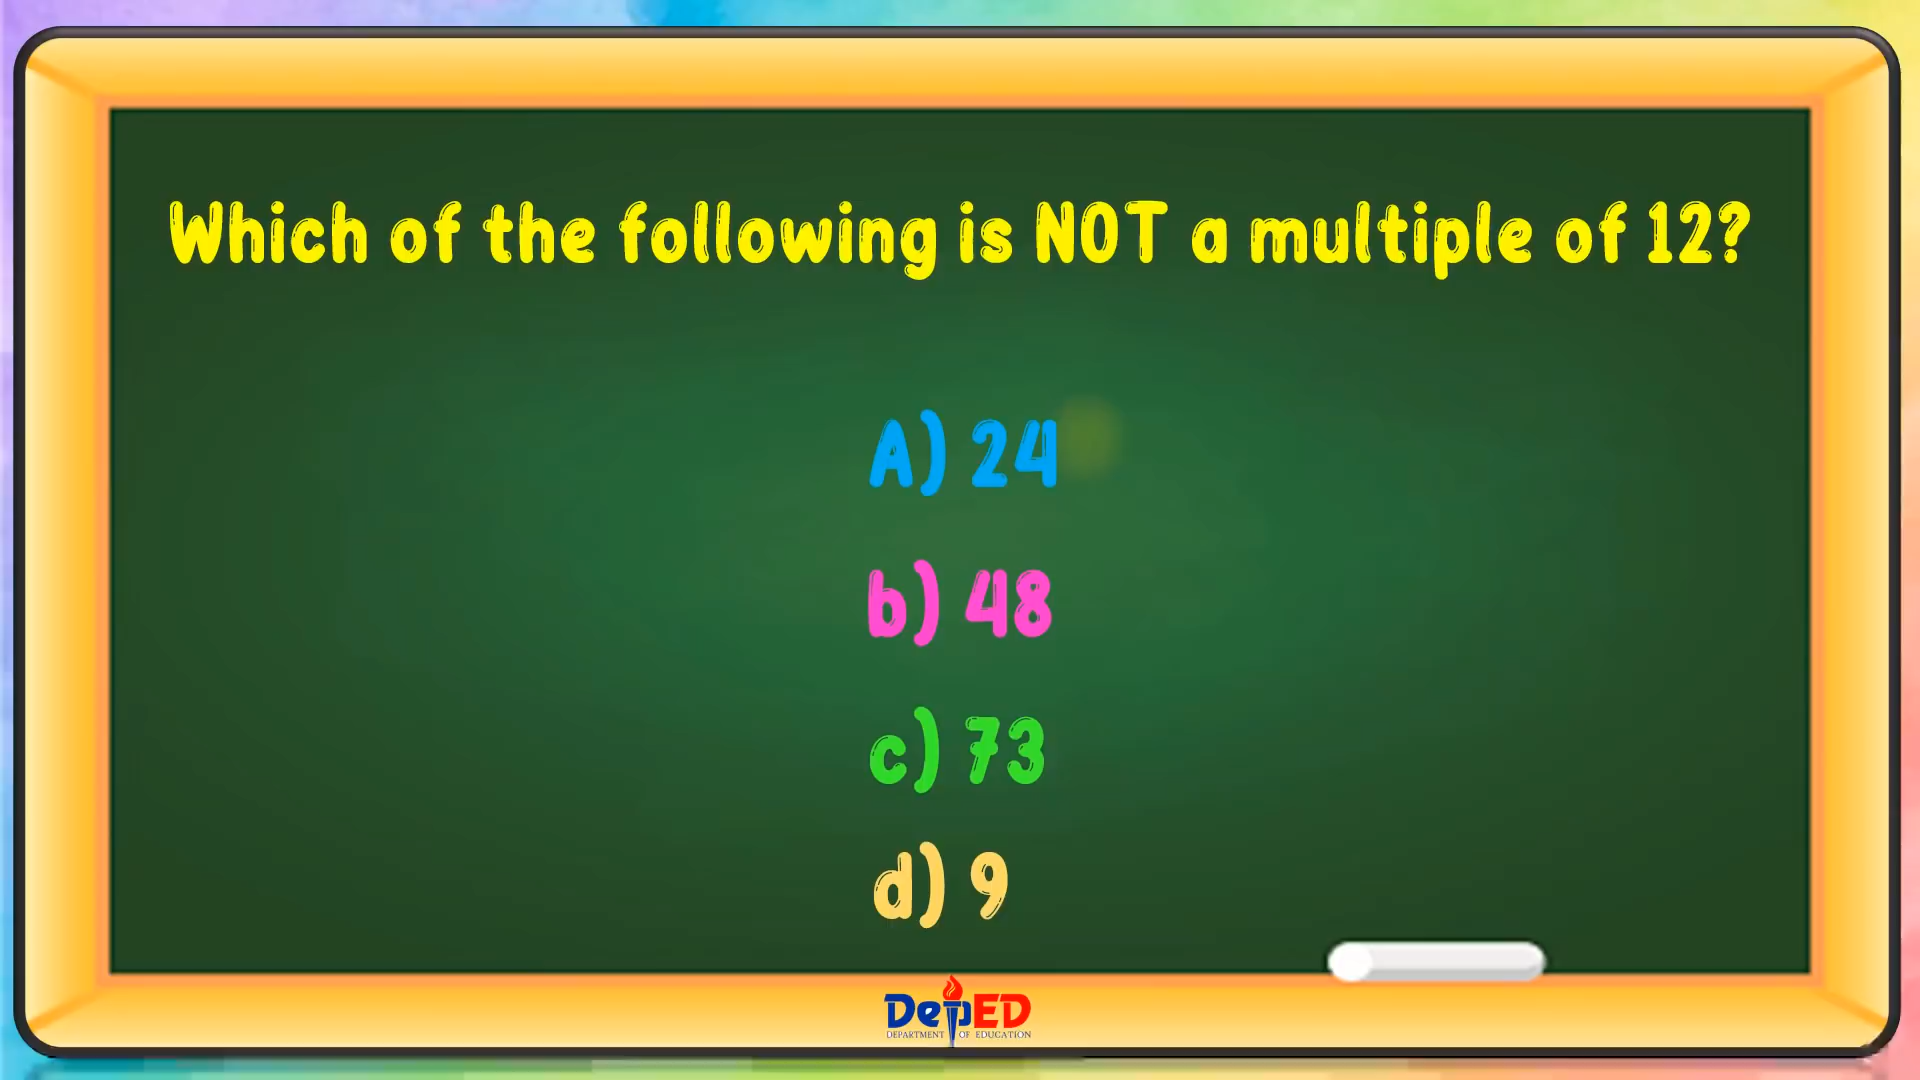 Which of the following is NOT a multiple of 12?
A) 24
b) 48
c) 73
d) 9
DepED
DEPARTMENT OF EDUCATION